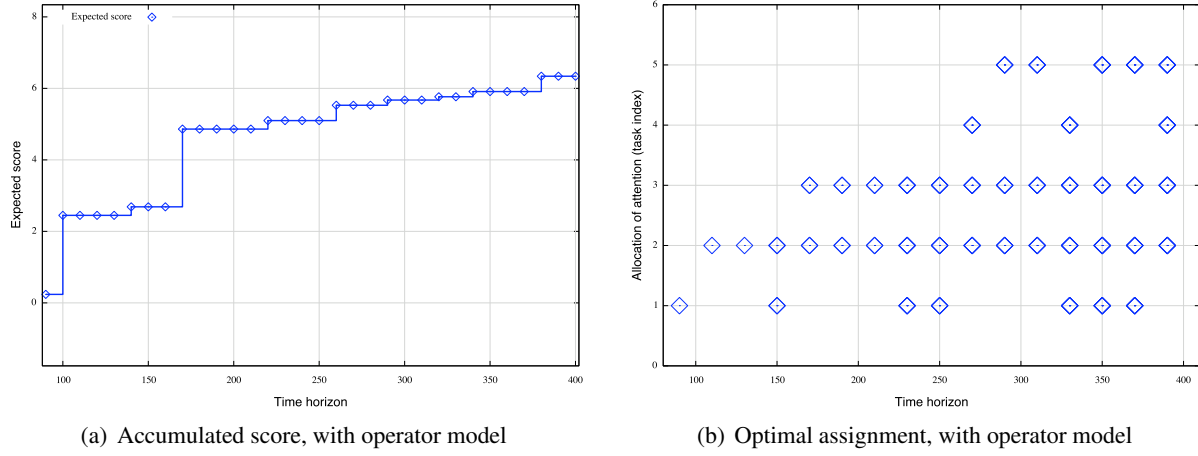 Expected score
8
6
4
2
0
Expected score
100 150 200 250 300 350 400
Time horizon
(a) Accumulated score, with operator model
6
5
4
3
2
1
0
Allocation of attention (task index)
100 150 200 250 300 350 400
Time horizon
(b) Optimal assignment, with operator model